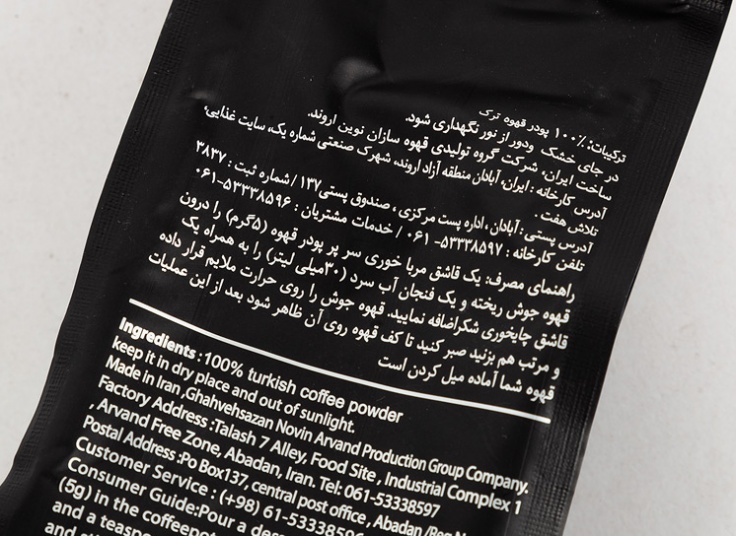 ترکیبات: ٪۱۰۰ پودر قهوه ترک
در جای خشک ودور از نور نگهداری شود.
ساخت ایران، شرکت گروه تولیدی قهوه سازان نوین اروند.
آدرس کارخانه : ایران، آبادان منطقه آزاد اروند، شهرک صنعتی شماره یک، سایت غذایی،
تلاش هفت .
آدرس پستی : آبادان ، اداره پست مرکزی ، صندوق پستی۱۳۷ / شماره ثبت : ۲۸۳۷
تلفن کارخانه : ۵۳۳۳۸۵۹۷- ۰۶۱ / خدمات مشتریان : ۵۳۳۳۸۵۹۶-۰۶۱
راهنمای مصرف: یک قاشق مربا خوری سر پر پودر قهوه (۵گرم) را درون
قهوه جوش ریخته و یک فنجان آب سرد (۳۰میلی لیتر) را به همراه یک
قاشق چایخوری شکراضافه نمایید. قهوه جوش را روی حرارت ملایم قرار داده
و مرتب هم بزنید صبر کنید تا کف قهوه روی آن ظاهر شود بعد از این عملیات
قهوه شما آماده میل کردن است
Ingredients : 100% turkish coffee powder
keep it in dry place and out of sunlight.
Made in Iran ,Ghahvehsazan Novin Arvand Production Group Company.
Factory Address :Talash 7 Alley, Food Site , Industrial Complex 1
, Arvand Free Zone, Abadan, Iran. Tel: 061-53338597
Postal Address :Po Box137, central post office , Abadan /Reg N
Customer Service : (+98) 61-53338596
Consumer Guide:Pour a des
(5g) in the coffeepot
and a teaspo